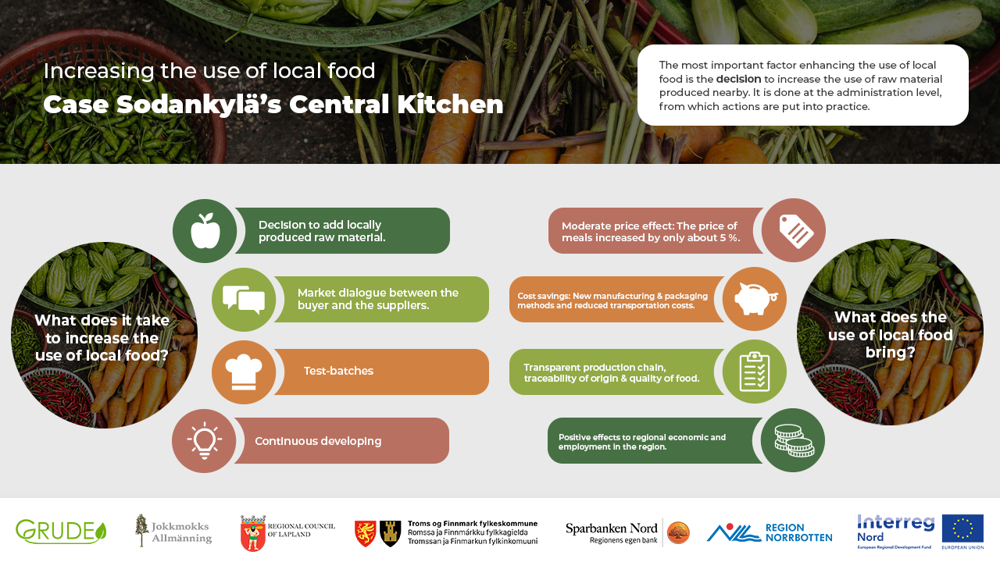 Increasing the use of local food
Case Sodankylä’s Central Kitchen
The most important factor enhancing the use of local
food is the decision to increase the use of raw material
produced nearby. It is done at the administration level,
from which actions are put into practice.
What does it take
to increase the
use of local food?
Decision to add locally
produced raw material.
Market dialogue between the
buyer and the suppliers.
Test-batches
Continuous developing
Moderate price effect: The price of
meals increased by only about 5 %.
Cost savings: New manufacturing & packaging
methods and reduced transportation costs.
Transparent production chain,
traceability of origin & quality of food.
Positive effects to regional economic and
employment in the region.
What does the
use of local food
bring?
GRUDE
Jokkmokks
Allmänning
REGIONAL COUNCIL
OF LAPLAND
Troms og Finnmark fylkeskommune
Romssa ja Finnmárkku fylkkagielda
Tromssan ja Finmarkun fylkinkomuuni
Sparbanken Nord
Regionens egen bank
REGION
NORRBOTTEN
Interreg
Nord
European Regional Development Fund
EUROPEAN UNION